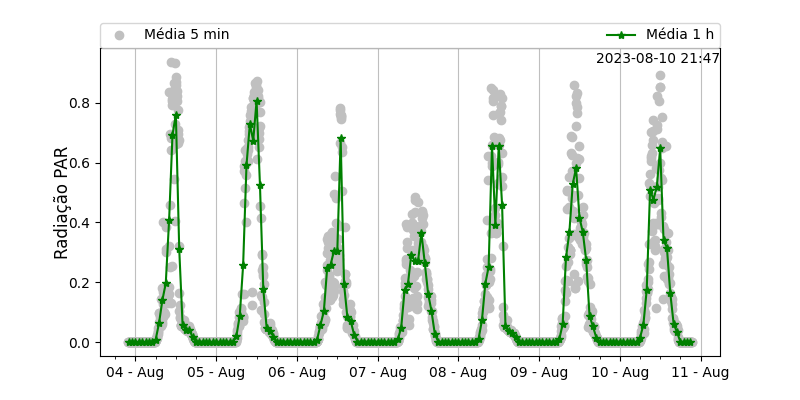 Média 5 min
Média 1 h
2023-08-10 21:47
Radiação PAR
0.8
0.6
0.4
0.2
0.0
04 - Aug
05 - Aug
06 - Aug
07 - Aug
08 - Aug
09 - Aug
10 - Aug
11 - Aug